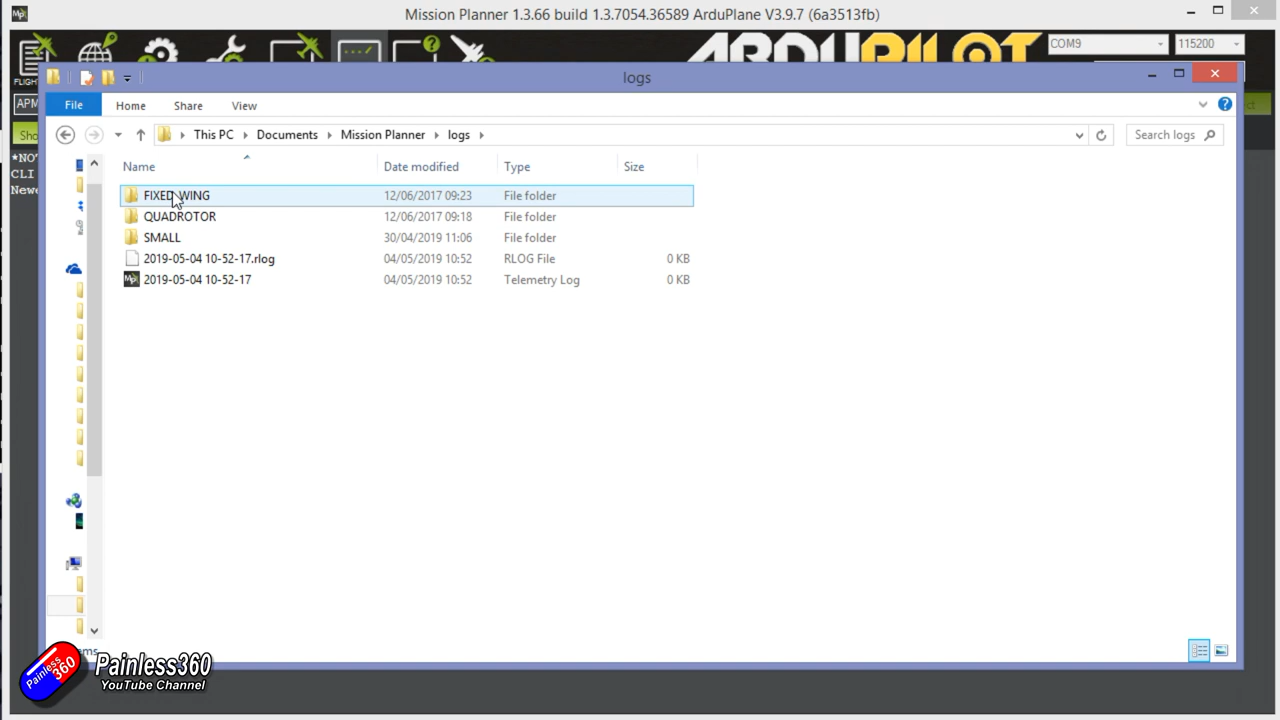 Mission Planner 1.3.66 build 1.3.7054.36589 ArduPlane V3.9.7 (6a3513fb)
ARDUPILOT
COM9
115200
logs
File
Home
Share
View
This PC
Documents
Mission Planner
logs
Search logs
Name
Date modified
Type
Size
FIXED WING
12/06/2017 09:23
File folder
QUADROTOR
12/06/2017 09:18
File folder
SMALL
30/04/2019 11:06
File folder
2019-05-04 10-52-17.rlog
04/05/2019 10:52
RLOG File
0 KB
2019-05-04 10-52-17
04/05/2019 10:52
Telemetry Log
0 KB
APM
CLI
Painless360
Painless360
YouTube Channel